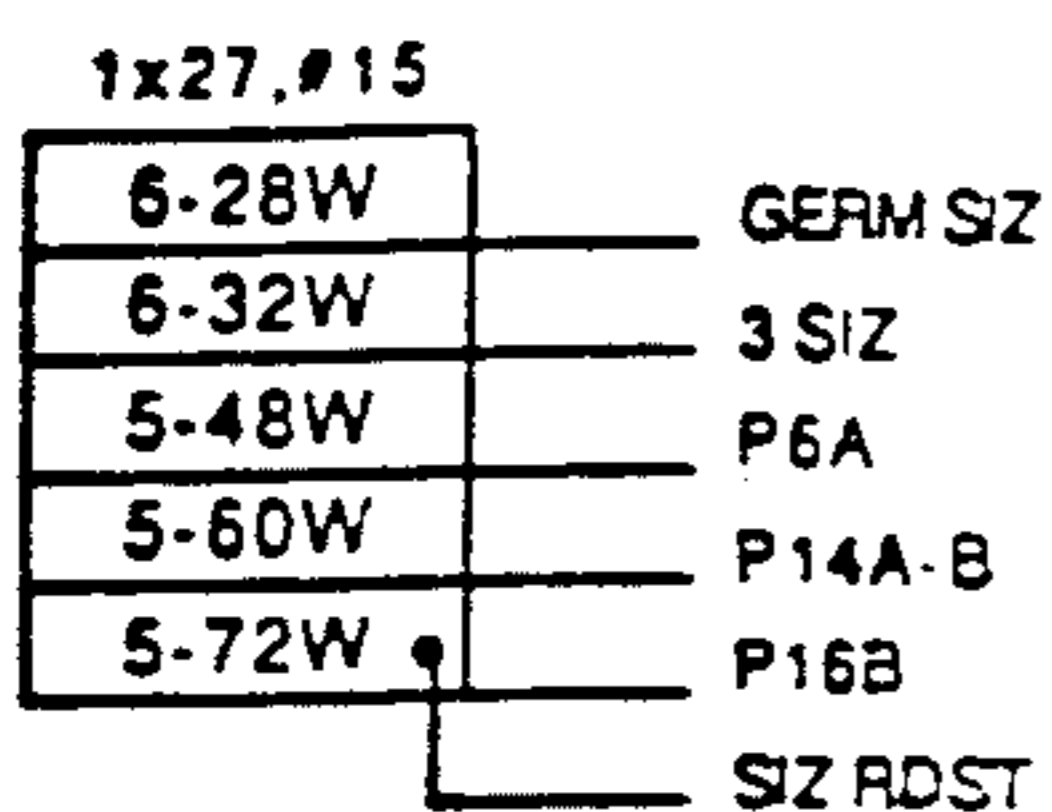 1x27,#15
6-28W
GERM SIZ
6-32W
3 SIZ
5-48W
P6A
5-60W
P14A-B
5-72W
P16B
SIZ RDST